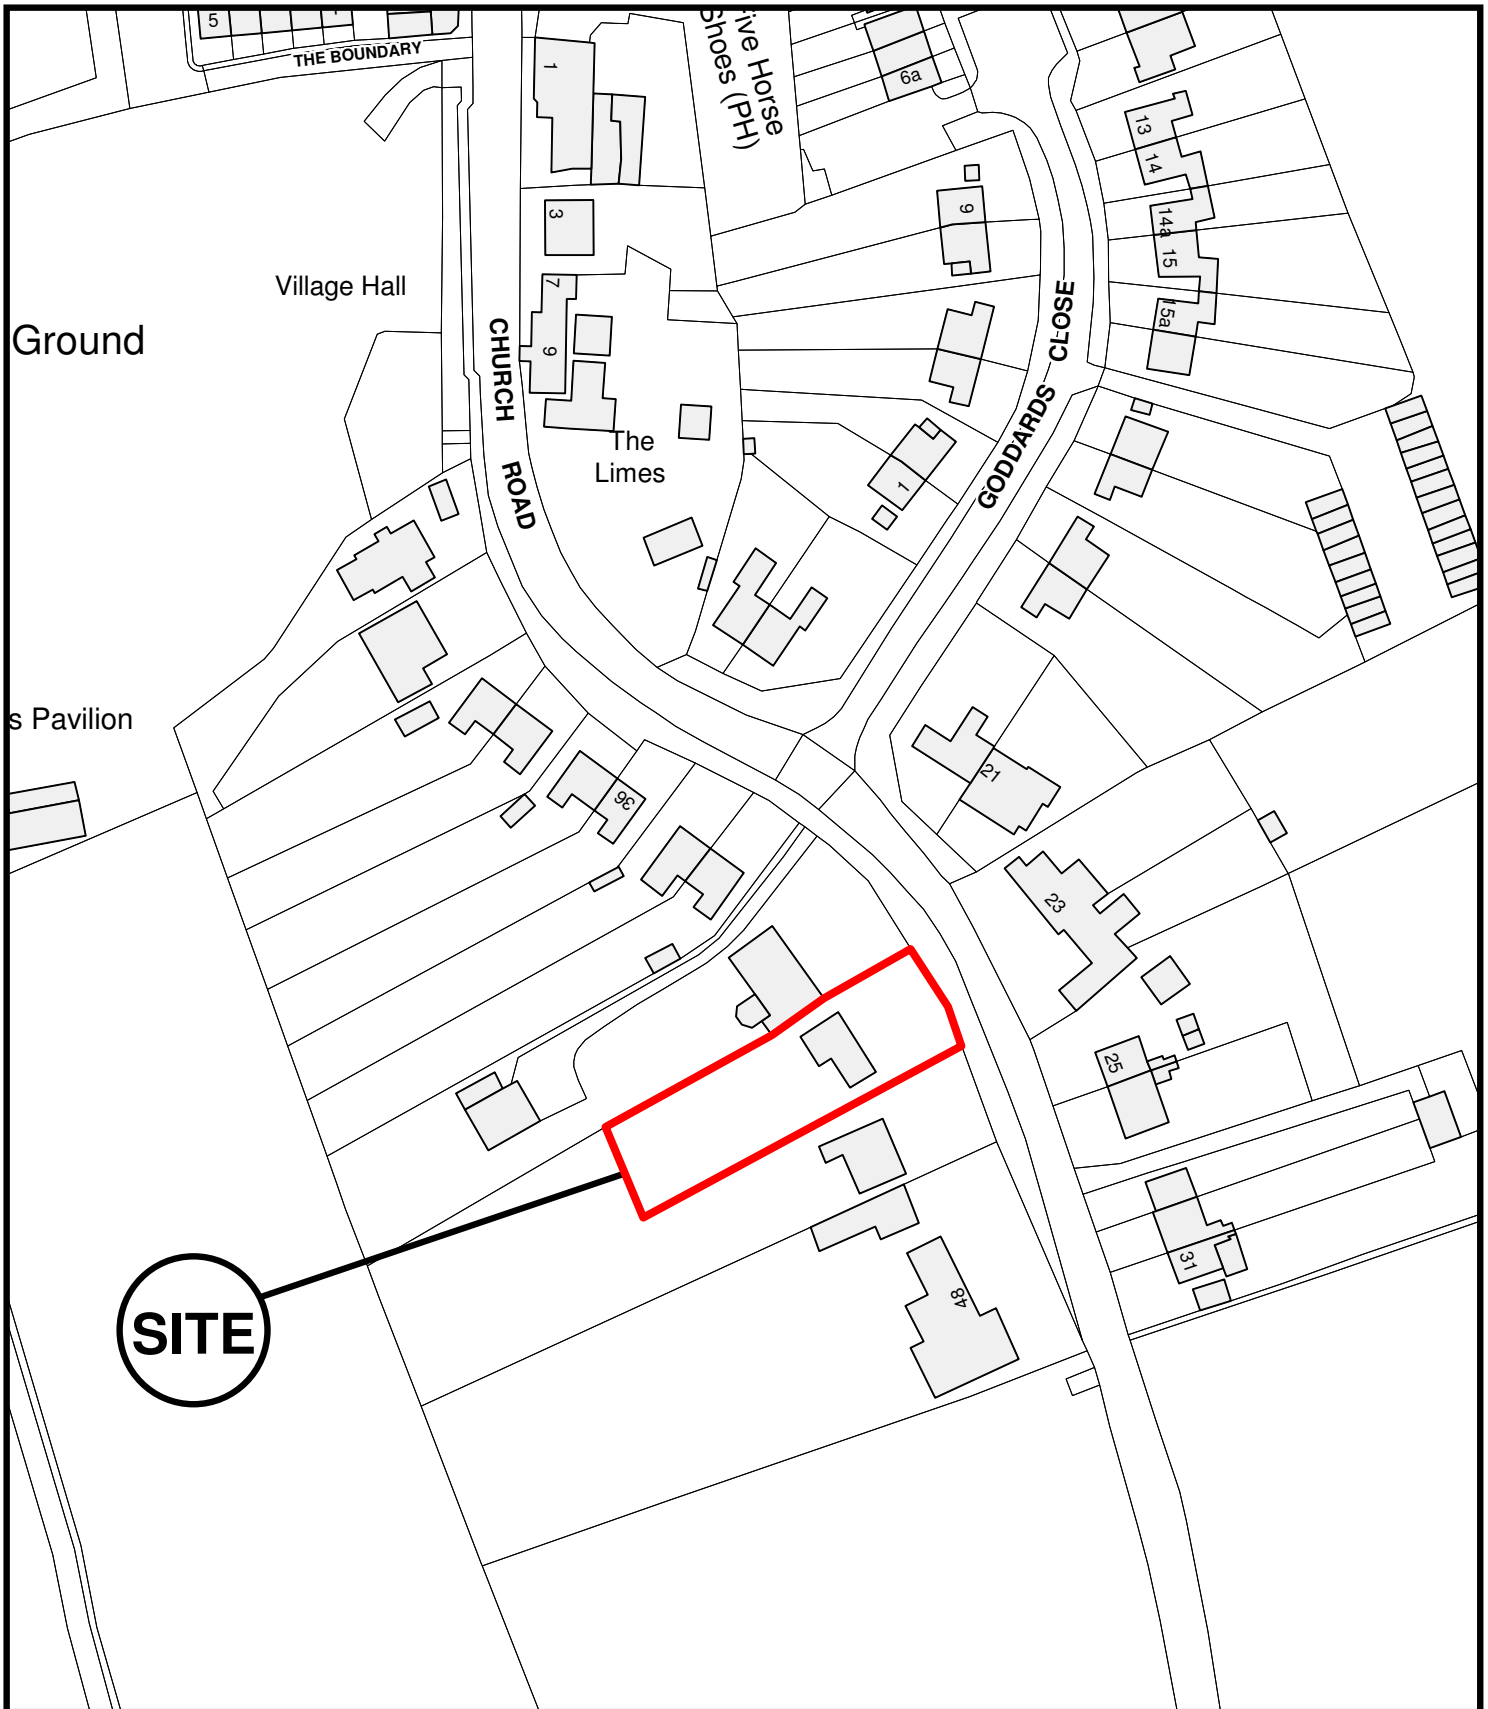 5
THE BOUNDARY
1
Five Horse
Shoes (PH)
6a
13
14
14a
15
15a
3
9
Village Hall
7
9
Ground
CHURCH
ROAD
GODDARDS CLOSE
The
Limes
1
s Pavilion
21
36
23
25
SITE
31
48